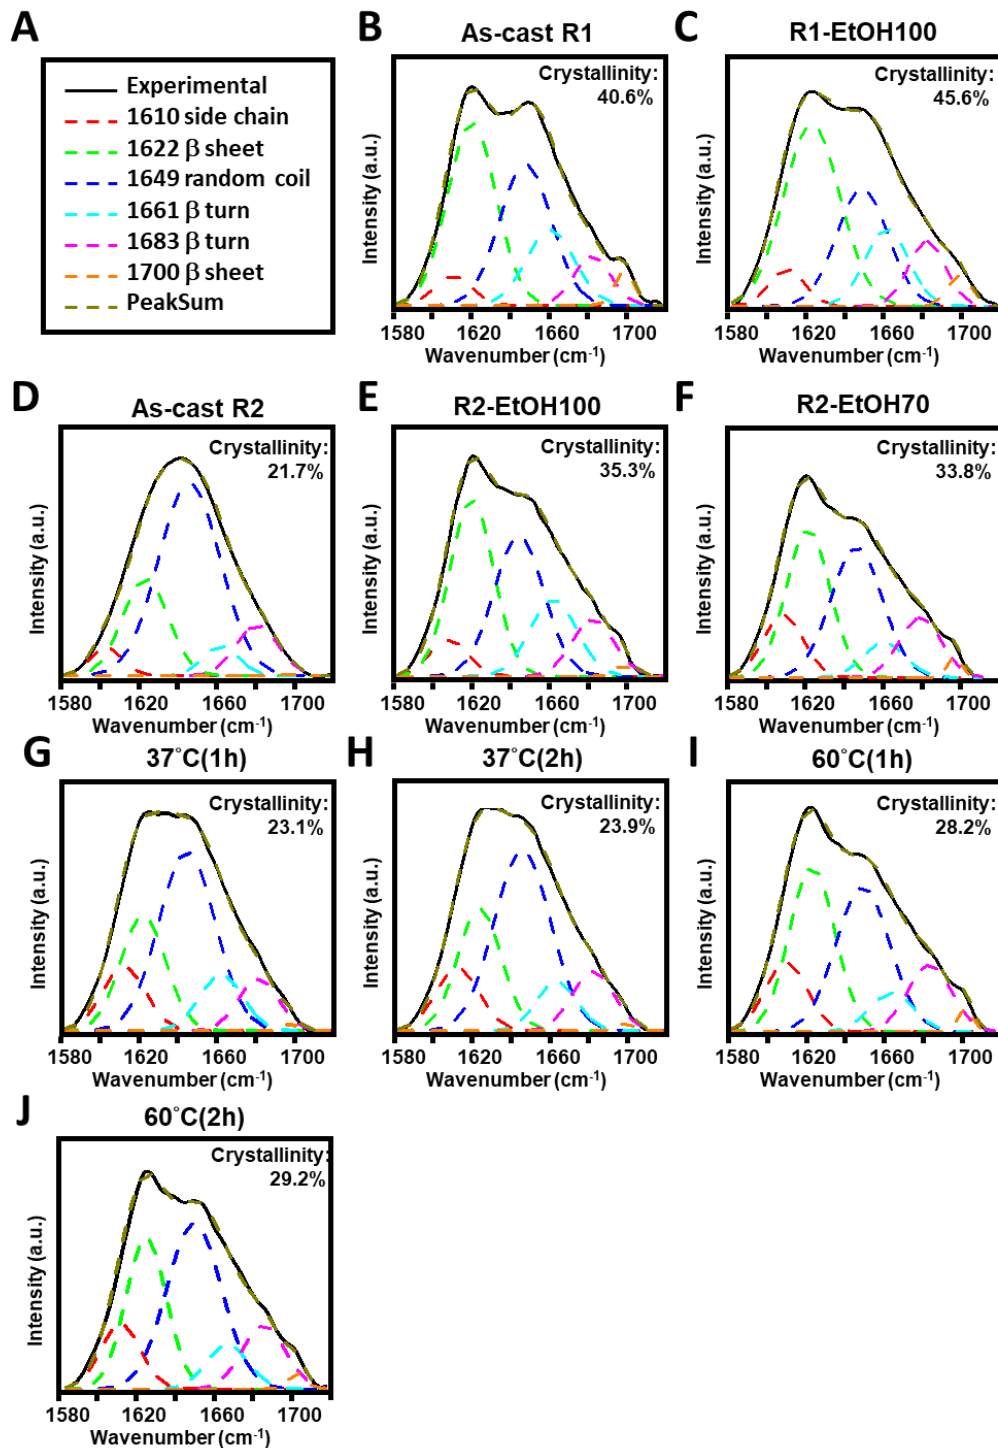 A
Experimental
1610 side chain
1622 β sheet
1649 random coil
1661 β turn
1683 β turn
1700 β sheet
PeakSum
B
As-cast R1
Crystallinity:
40.6%
Intensity (a.u.)
1580 1620 1660 1700
Wavenumber (cm⁻¹)
C
R1-EtOH100
Crystallinity:
45.6%
Intensity (a.u.)
1580 1620 1660 1700
Wavenumber (cm⁻¹)
D
As-cast R2
Crystallinity:
21.7%
Intensity (a.u.)
1580 1620 1660 1700
Wavenumber (cm⁻¹)
E
R2-EtOH100
Crystallinity:
35.3%
Intensity (a.u.)
1580 1620 1660 1700
Wavenumber (cm⁻¹)
F
R2-EtOH70
Crystallinity:
33.8%
Intensity (a.u.)
1580 1620 1660 1700
Wavenumber (cm⁻¹)
G
37°C(1h)
Crystallinity:
23.1%
Intensity (a.u.)
1580 1620 1660 1700
Wavenumber (cm⁻¹)
H
37°C(2h)
Crystallinity:
23.9%
Intensity (a.u.)
1580 1620 1660 1700
Wavenumber (cm⁻¹)
I
60°C(1h)
Crystallinity:
28.2%
Intensity (a.u.)
1580 1620 1660 1700
Wavenumber (cm⁻¹)
J
60°C(2h)
Crystallinity:
29.2%
Intensity (a.u.)
1580 1620 1660 1700
Wavenumber (cm⁻¹)